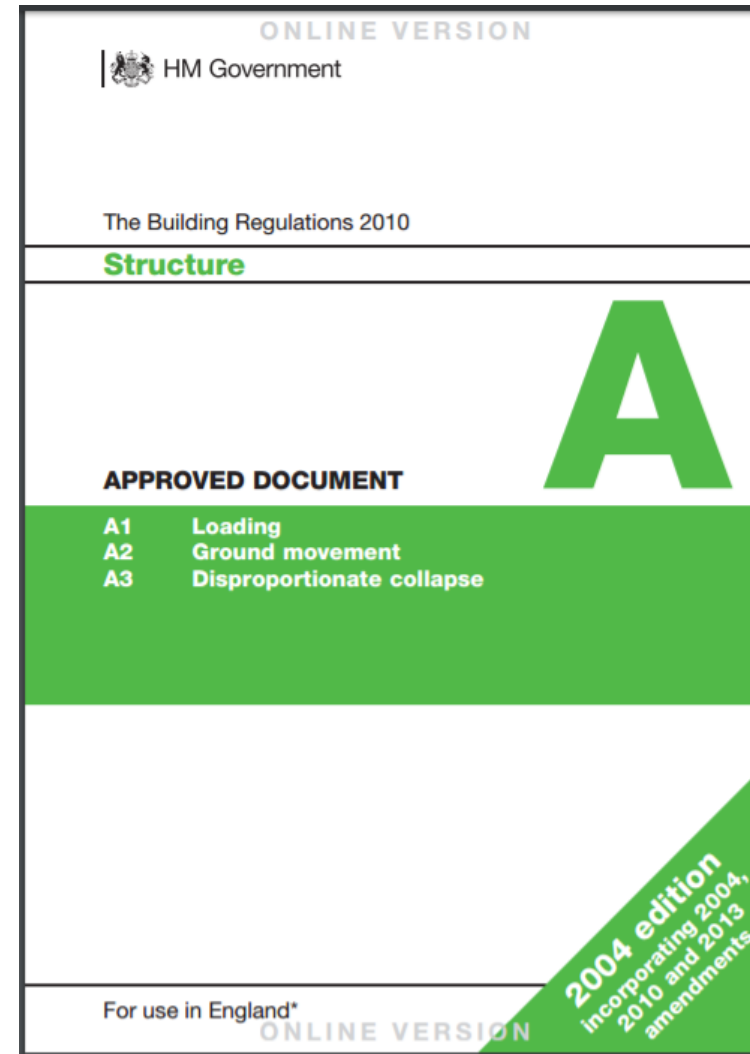 ONLINE VERSION
HM Government
The Building Regulations 2010
Structure
A
APPROVED DOCUMENT
A1 Loading
A2 Ground movement
A3 Disproportionate collapse
2004 edition
incorporating 2004,
2010 and 2013
amendments
For use in England*
ONLINE VERSION